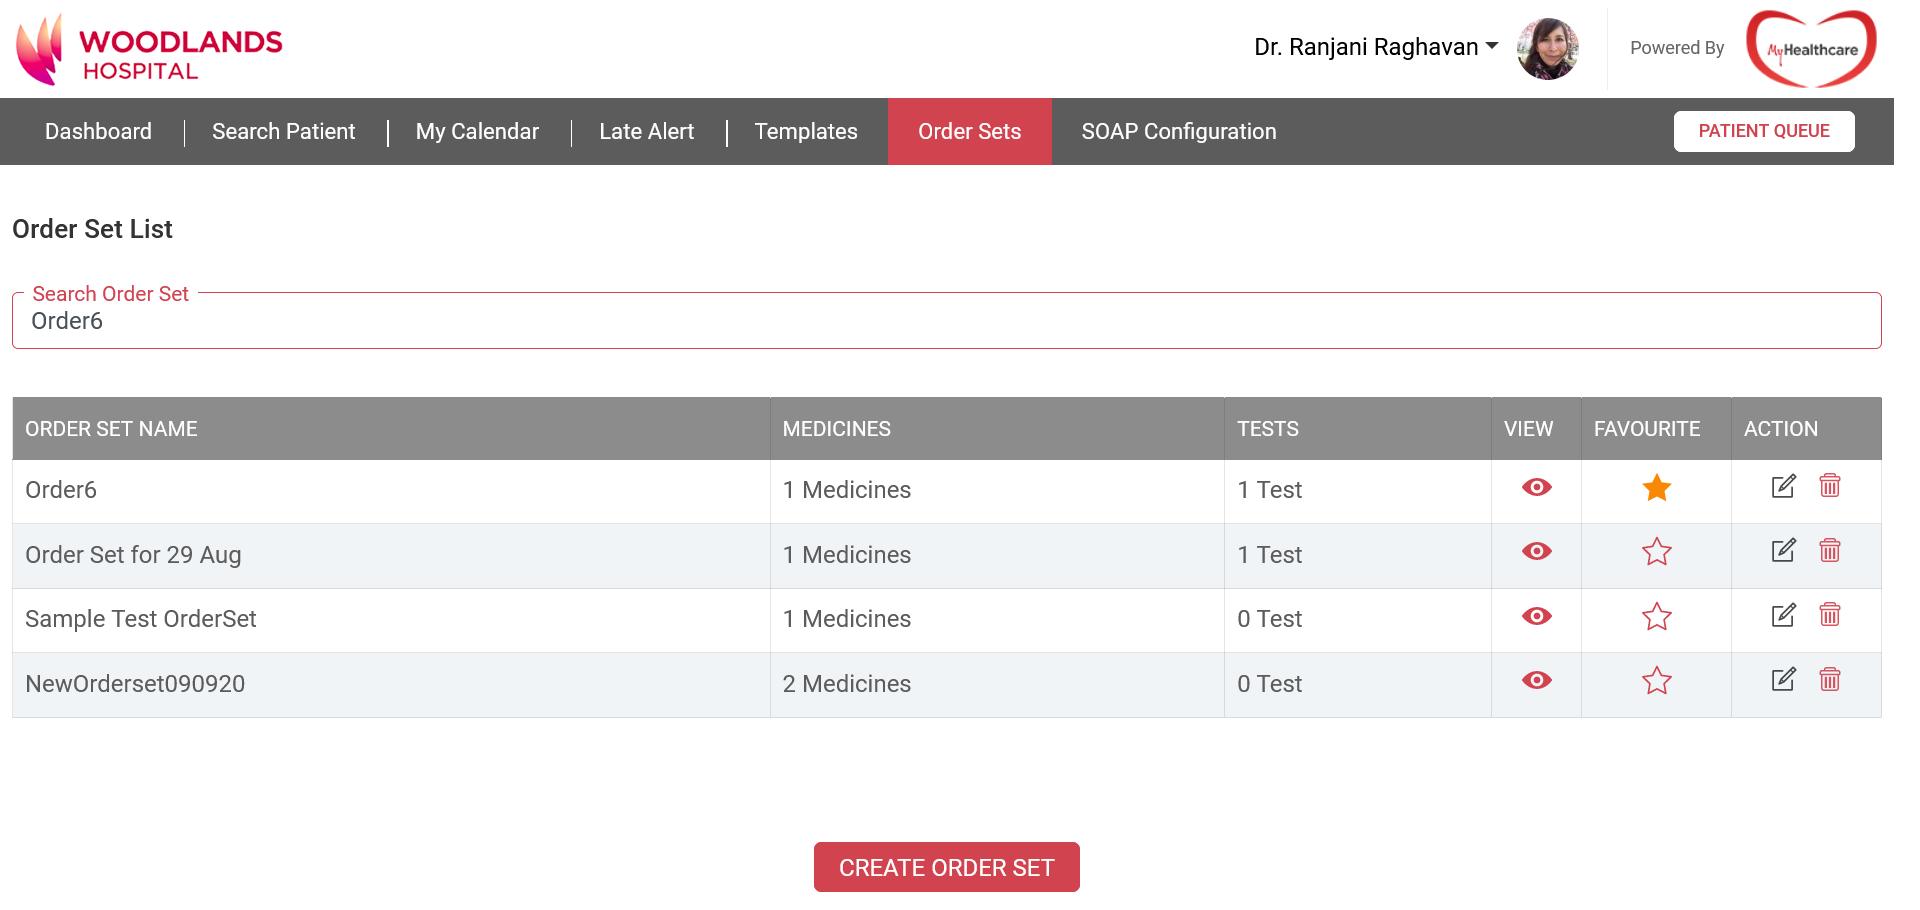 WOODLANDS
HOSPITAL
Dr. Ranjani Raghavan
Powered By
MyHealthcare
Dashboard
Search Patient
My Calendar
Late Alert
Templates
Order Sets
SOAP Configuration
PATIENT QUEUE
Order Set List
Search Order Set
Order6
ORDER SET NAME MEDICINES TESTS VIEW FAVOURITE ACTION
Order6 1 Medicines 1 Test
Order Set for 29 Aug 1 Medicines 1 Test
Sample Test OrderSet 1 Medicines 0 Test
NewOrderset090920 2 Medicines 0 Test
CREATE ORDER SET